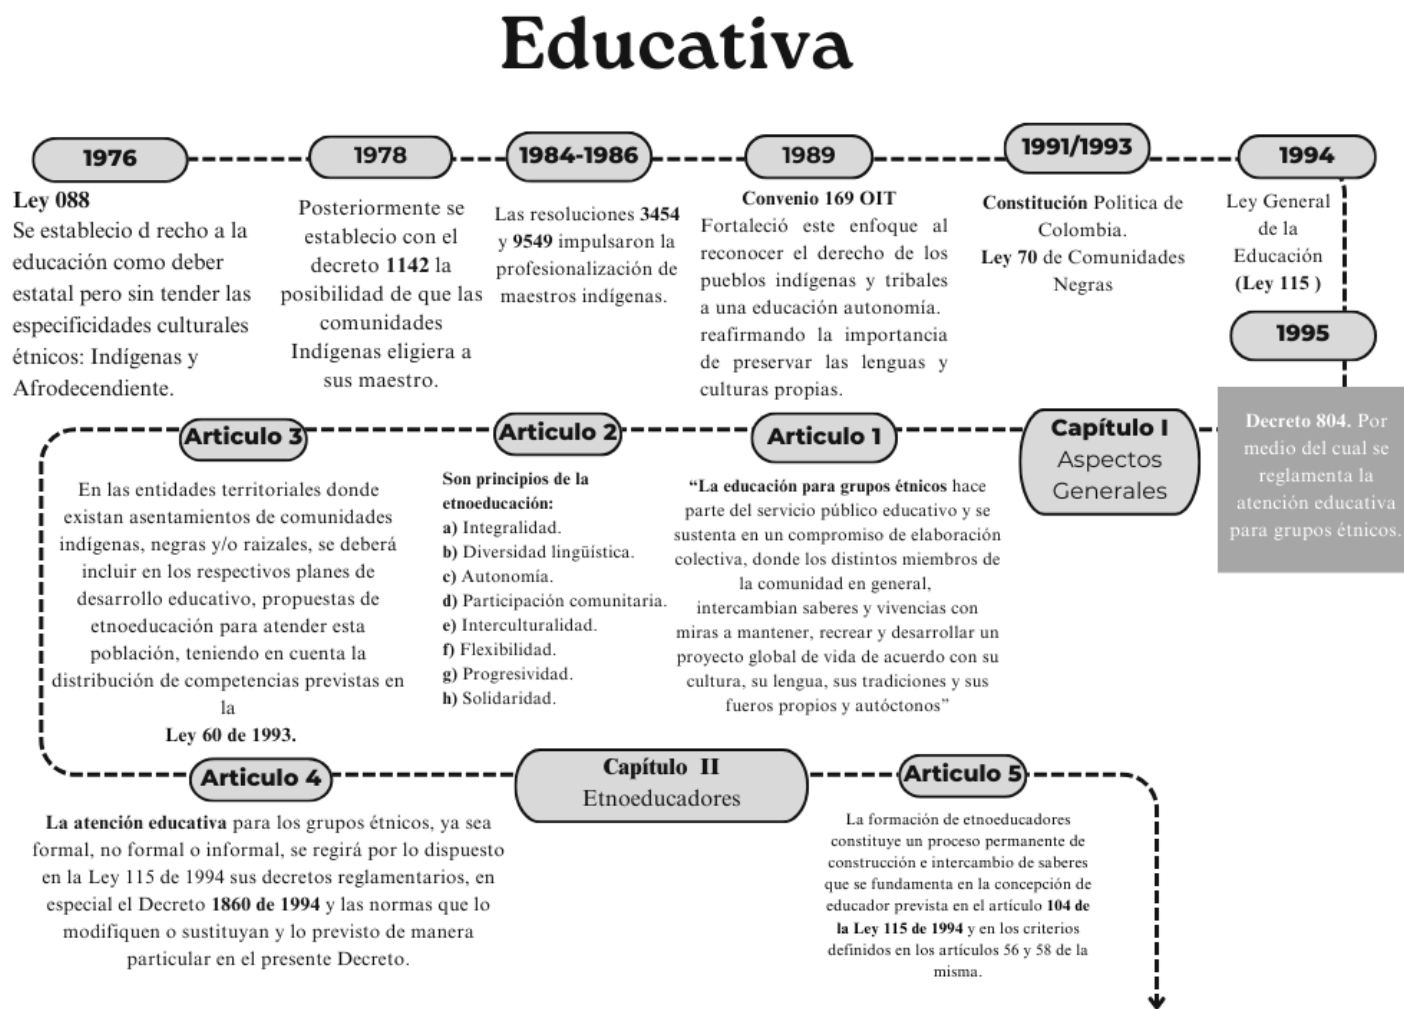 Educativa
1976
Ley 088
Se establecio d recho a la
educación como deber
estatal pero sin tender las
especificidades culturales
étnicos: Indígenas y
Afrodecendiente.
1978
Posteriormente se
establecio con el
decreto 1142 la
posibilidad de que las
comunidades
Indígenas eligiera a
sus maestro.
1984-1986
Las resoluciones 3454
y 9549 impulsaron la
profesionalización de
maestros indígenas.
1989
Convenio 169 OIT
Fortaleció este enfoque al
reconocer el derecho de los
pueblos indígenas y tribales
a una educación autonomía.
reafirmando la importancia
de preservar las lenguas y
culturas propias.
1991/1993
Constitución Politica de
Colombia.
Ley 70 de Comunidades
Negras
1994
Ley General
de la
Educación
(Ley 115 )
1995
Decreto 804. Por
medio del cual se
reglamenta la
atención educativa
para grupos étnicos.
Capítulo I
Aspectos
Generales
Articulo 1
“La educación para grupos étnicos hace
parte del servicio público educativo y se
sustenta en un compromiso de elaboración
colectiva, donde los distintos miembros de
la comunidad en general,
intercambian saberes y vivencias con
miras a mantener, recrear y desarrollar un
proyecto global de vida de acuerdo con su
cultura, su lengua, sus tradiciones y sus
fueros propios y autóctonos”
Articulo 2
Son principios de la
etnoeducación:
a) Integralidad.
b) Diversidad lingüística.
c) Autonomía.
d) Participación comunitaria.
e) Interculturalidad.
f) Flexibilidad.
g) Progresividad.
h) Solidaridad.
Articulo 3
En las entidades territoriales donde
existan asentamientos de comunidades
indígenas, negras y/o raizales, se deberá
incluir en los respectivos planes de
desarrollo educativo, propuestas de
etnoeducación para atender esta
población, teniendo en cuenta la
distribución de competencias previstas en
la
Ley 60 de 1993.
Articulo 4
La atención educativa para los grupos étnicos, ya sea
formal, no formal o informal, se regirá por lo dispuesto
en la Ley 115 de 1994 sus decretos reglamentarios, en
especial el Decreto 1860 de 1994 y las normas que lo
modifiquen o sustituyan y lo previsto de manera
particular en el presente Decreto.
Capítulo II
Etnoeducadores
Articulo 5
La formación de etnoeducadores
constituye un proceso permanente de
construcción e intercambio de saberes
que se fundamenta en la concepción de
educador prevista en el artículo 104 de
la Ley 115 de 1994 y en los criterios
definidos en los artículos 56 y 58 de la
misma.